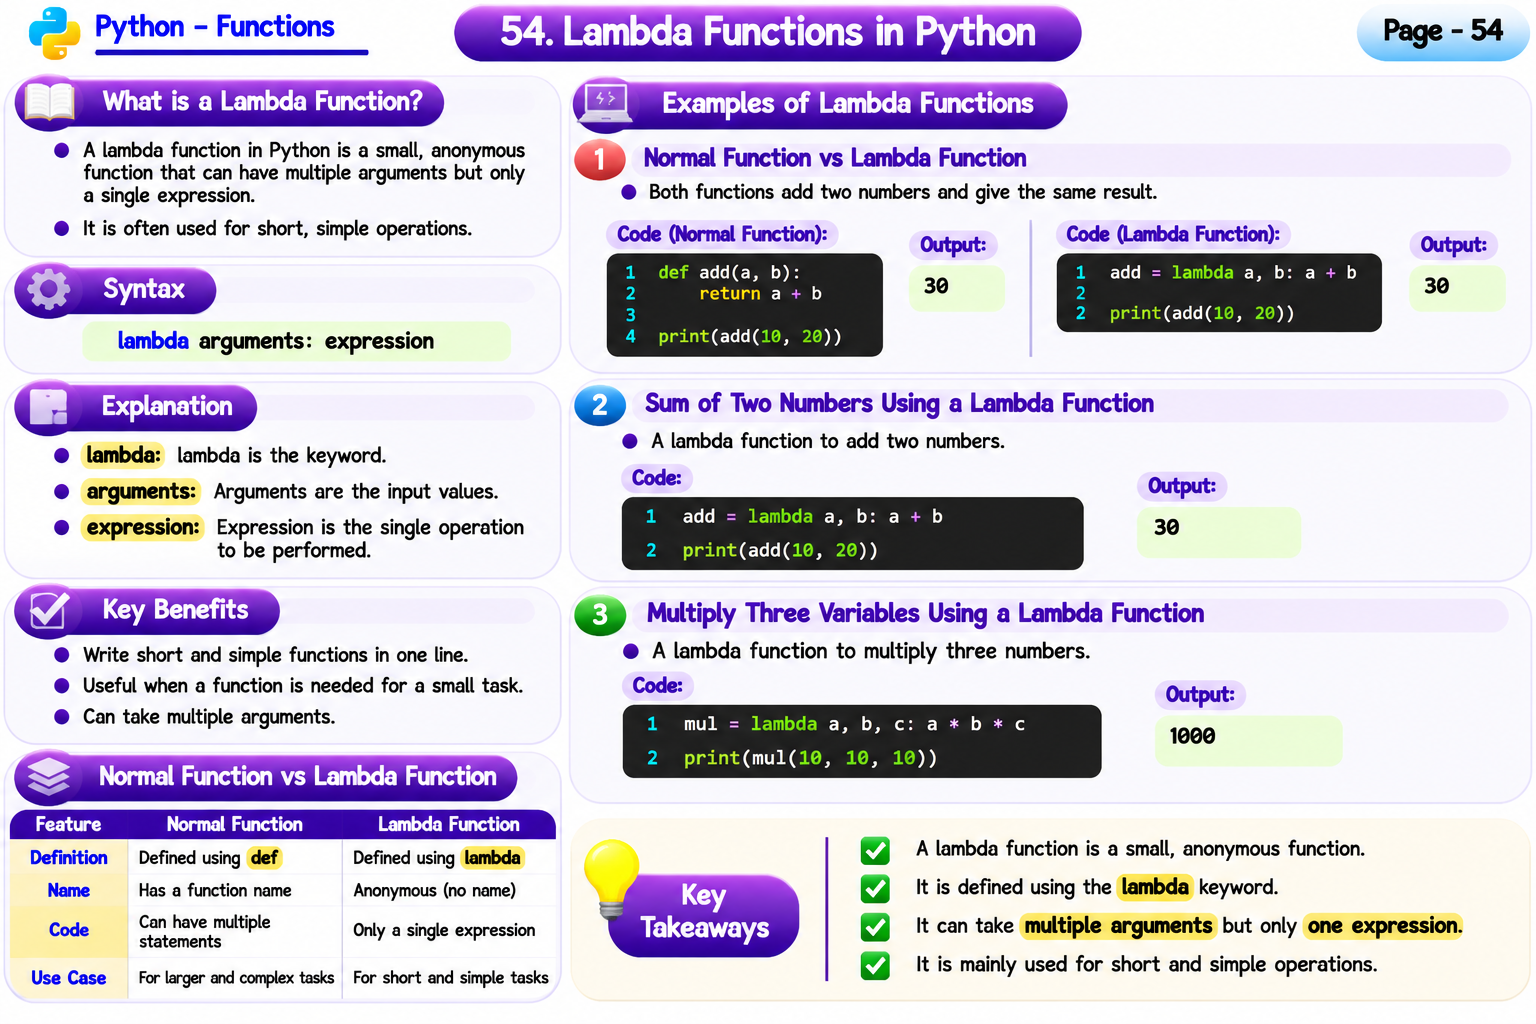 Python - Functions
54. Lambda Functions in Python
Page - 54
What is a Lambda Function?
A lambda function in Python is a small, anonymous
function that can have multiple arguments but only
a single expression.
It is often used for short, simple operations.
Syntax
lambda arguments: expression
Explanation
lambda: lambda is the keyword.
arguments: Arguments are the input values.
expression: Expression is the single operation
to be performed.
Key Benefits
Write short and simple functions in one line.
Useful when a function is needed for a small task.
Can take multiple arguments.
Normal Function vs Lambda Function
Feature Normal Function Lambda Function
Definition Defined using def Defined using lambda
Name Has a function name Anonymous (no name)
Code Can have multiple statements Only a single expression
Use Case For larger and complex tasks For short and simple tasks
Examples of Lambda Functions
1 Normal Function vs Lambda Function
Both functions add two numbers and give the same result.
Code (Normal Function):
1 def add(a, b):
2     return a + b
3
4 print(add(10, 20))
Output:
30
Code (Lambda Function):
1 add = lambda a, b: a + b
2
2 print(add(10, 20))
Output:
30
2 Sum of Two Numbers Using a Lambda Function
A lambda function to add two numbers.
Code:
1 add = lambda a, b: a + b
2 print(add(10, 20))
Output:
30
3 Multiply Three Variables Using a Lambda Function
A lambda function to multiply three numbers.
Code:
1 mul = lambda a, b, c: a * b * c
2 print(mul(10, 10, 10))
Output:
1000
Key
Takeaways
A lambda function is a small, anonymous function.
It is defined using the lambda keyword.
It can take multiple arguments but only one expression.
It is mainly used for short and simple operations.